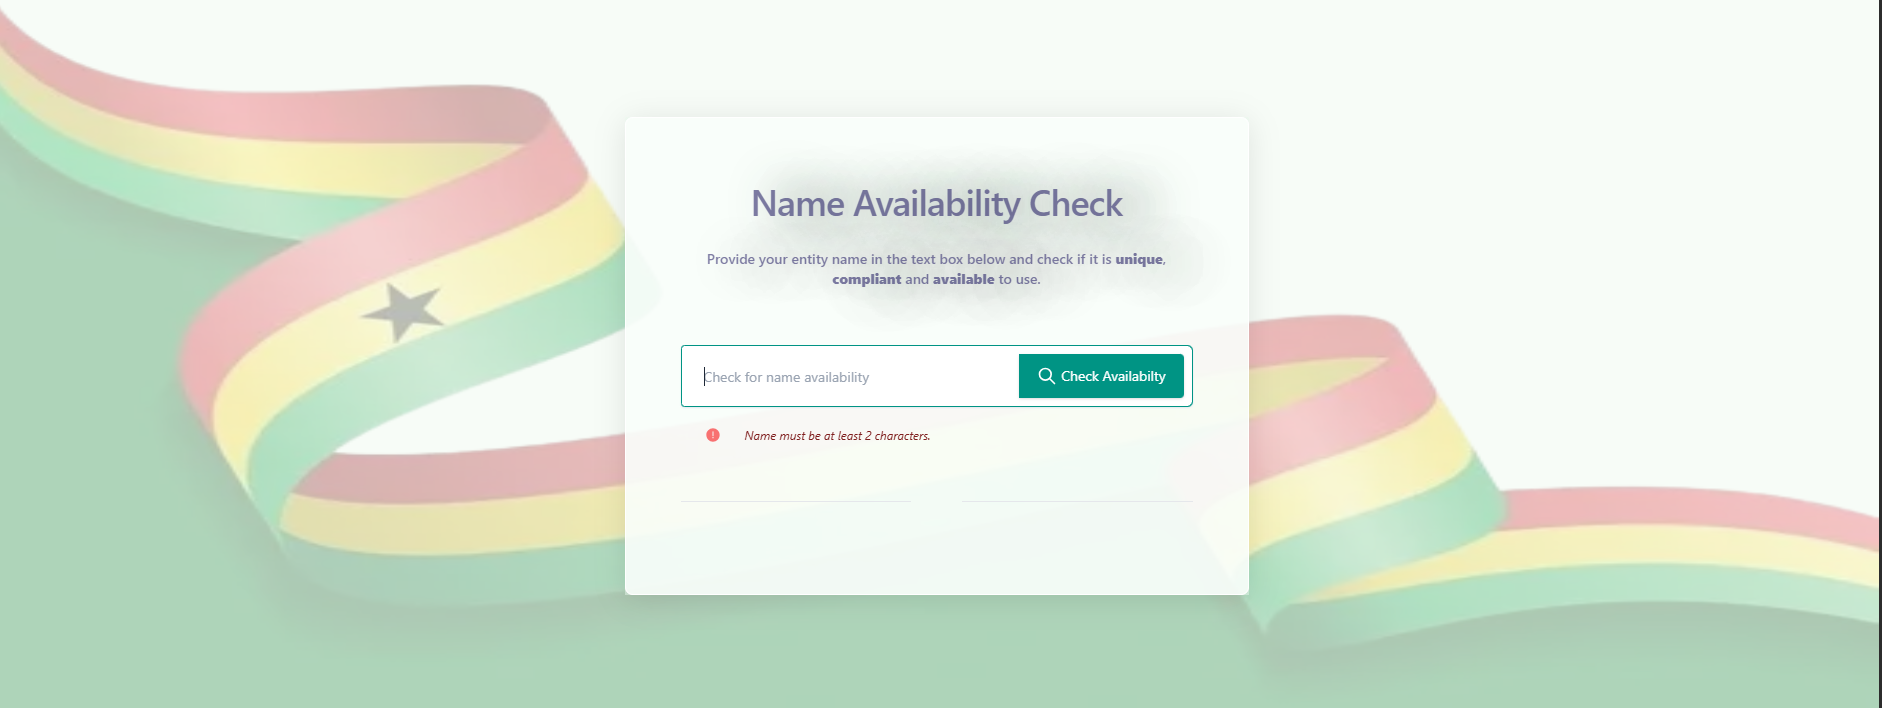 Name Availability Check
Provide your entity name in the text box below and check if it is unique,
compliant and available to use.
Check for name availability
Check Availabilty
Name must be at least 2 characters.